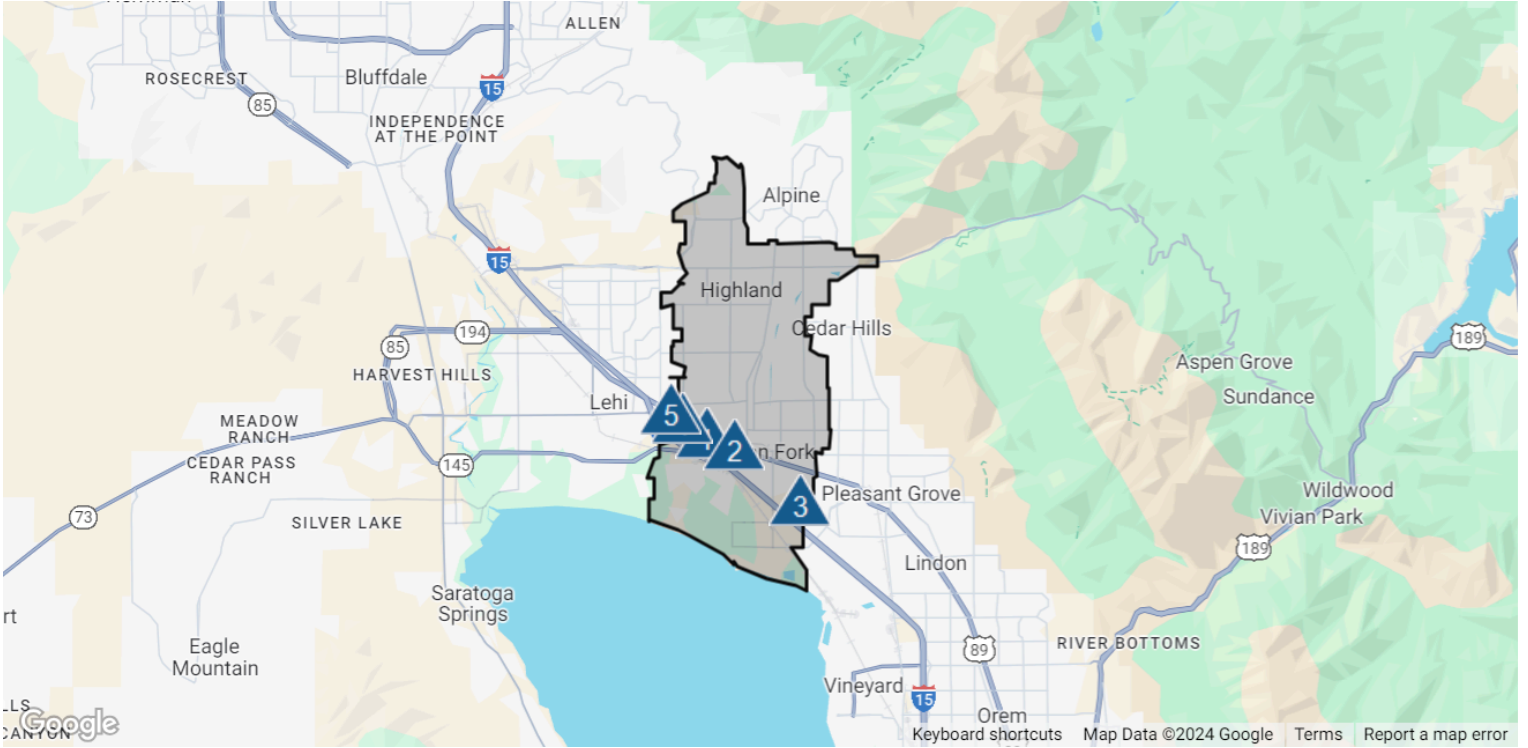 ALLEN
ROSECREST
Bluffdale
15
85
INDEPENDENCE
AT THE POINT
Alpine
15
Highland
194
Cedar Hills
189
85
Aspen Grove
HARVEST HILLS
Sundance
Lehi
5
MEADOW
RANCH
2
Fork
CEDAR PASS
RANCH
145
Pleasant Grove
Wildwood
3
73
SILVER LAKE
Vivian Park
189
Lindon
Saratoga
Springs
Eagle
Mountain
89
RIVER BOTTOMS
Vineyard
15
Orem
Google
CANYON
Keyboard shortcuts
Map Data ©2024 Google
Terms
Report a map error